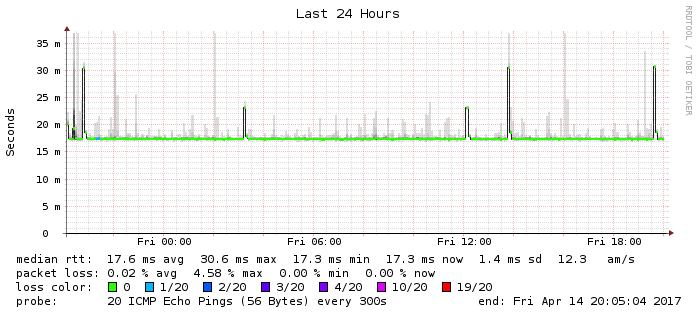 Last 24 Hours
RRDTOOL / TOBI OETIKER
Seconds
35 m
30 m
25 m
20 m
15 m
10 m
5 m
0
Fri 00:00 Fri 06:00 Fri 12:00 Fri 18:00
median rtt: 17.6 ms avg 30.6 ms max 17.3 ms min 17.3 ms now 1.4 ms sd 12.3 am/s
packet loss: 0.02 % avg 4.58 % max 0.00 % min 0.00 % now
loss color: 0 1/20 2/20 3/20 4/20 10/20 19/20
probe: 20 ICMP Echo Pings (56 Bytes) every 300s end: Fri Apr 14 20:05:04 2017